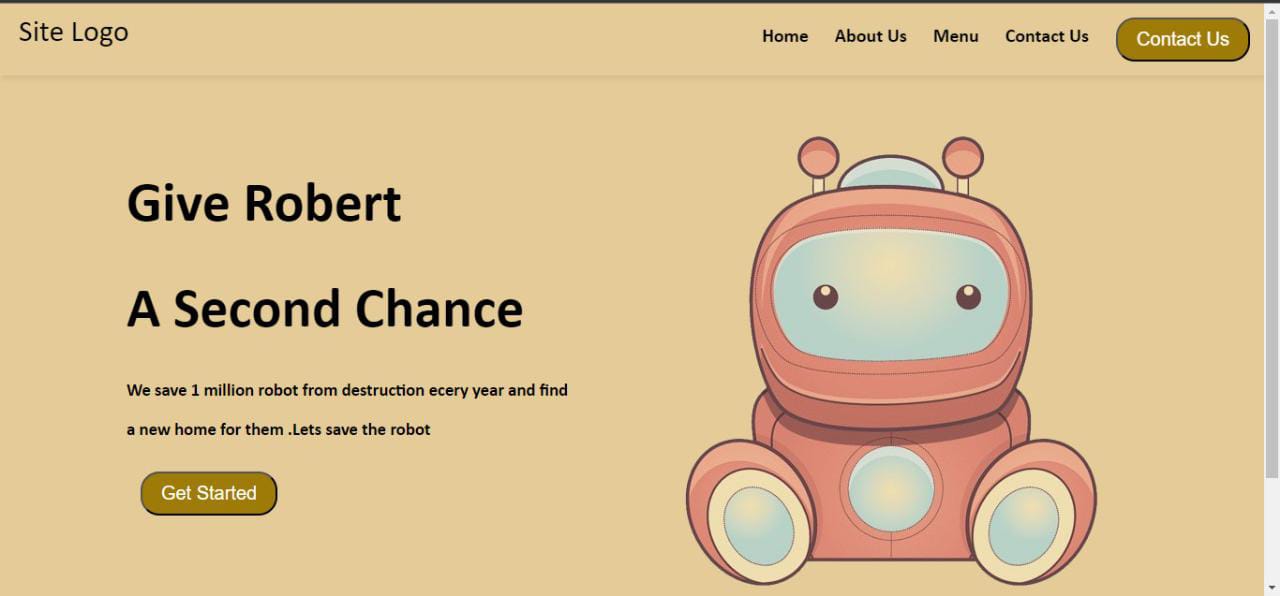 Site Logo
Home About Us Menu Contact Us Contact Us
Give Robert
A Second Chance
We save 1 million robot from destruction ecery year and find
a new home for them .Lets save the robot
Get Started